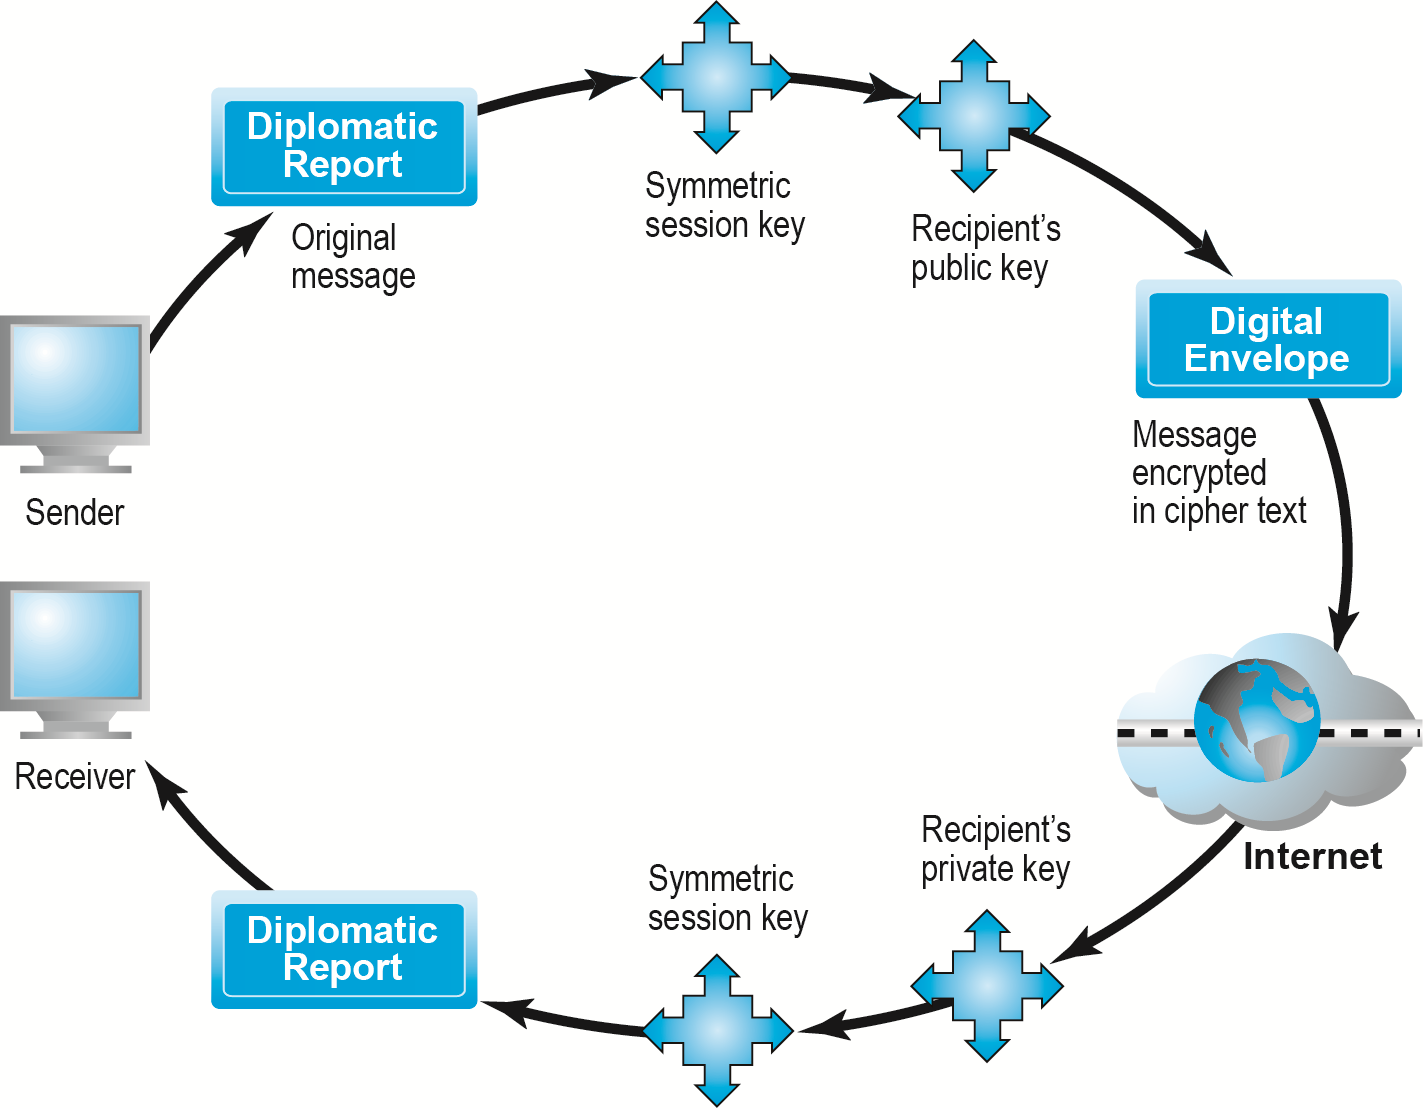 Diplomatic
Report
Original
message
Symmetric
session key
Recipient’s
public key
Digital
Envelope
Message
encrypted
in cipher text
Sender
Internet
Recipient’s
private key
Symmetric
session key
Diplomatic
Report
Receiver